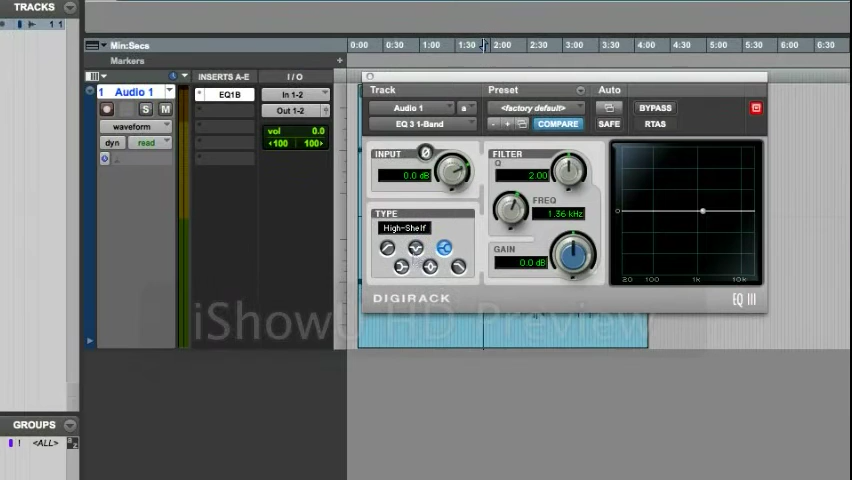 TRACKS
1 1
Min:Secs
0:00 0:30 1:00 1:30 2:00 2:30 3:00 3:30 4:00 4:30 5:00 5:30 6:00 6:30
Markers
INSERTS A-E
I / O
1 Audio 1
EQ1B
In 1-2
S M
Out 1-2
waveform
vol 0.0
dyn
read
100 100
Track
Preset
Auto
Audio 1
a
<factory default>
BYPASS
EQ 3 1-Band
- +
COMPARE
SAFE
RTAS
INPUT
Ø
0.0 dB
FILTER
Q
2.00
FREQ
1.36 kHz
TYPE
High-Shelf
GAIN
0.0 dB
0
20 100 1k 10k
DIGIRACK
EQ III
iShowU HD Preview
GROUPS
1 <ALL>